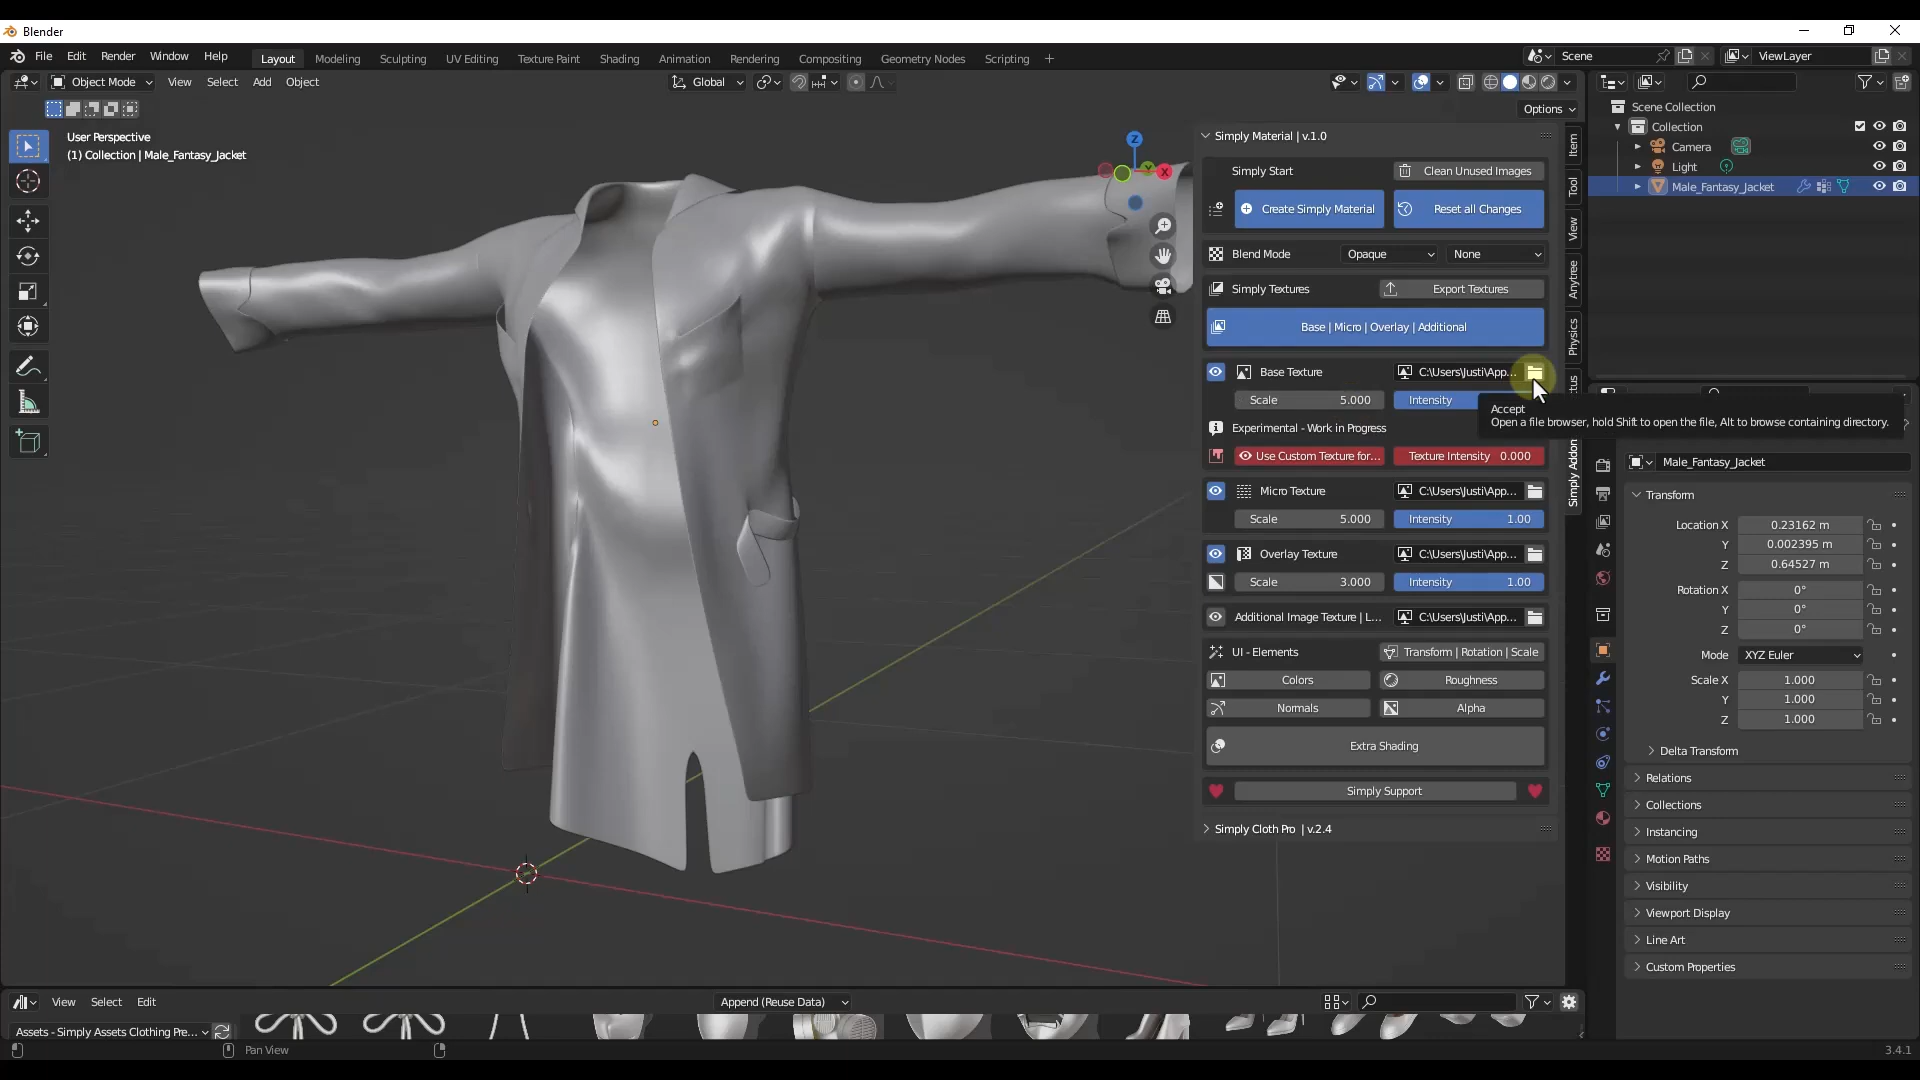 Blender
File Edit Render Window Help Layout Modeling Sculpting UV Editing Texture Paint Shading Animation Rendering Compositing Geometry Nodes Scripting + Scene ViewLayer
Object Mode View Select Add Object Global
Options
User Perspective
(1) Collection | Male_Fantasy_Jacket
Z
Y
X
Simply Material | v.1.0
Simply Start Clean Unused Images
Create Simply Material Reset all Changes
Blend Mode Opaque None
Simply Textures Export Textures
Base | Micro | Overlay | Additional
Base Texture C:\Users\Justi\App...
Scale 5.000 Intensity
Accept
Open a file browser, hold Shift to open the file, Alt to browse containing directory.
Experimental - Work in Progress
Use Custom Texture for... Texture Intensity 0.000
Micro Texture C:\Users\Justi\App...
Scale 5.000 Intensity 1.00
Overlay Texture C:\Users\Justi\App...
Scale 3.000 Intensity 1.00
Additional Image Texture | L... C:\Users\Justi\App...
UI - Elements Transform | Rotation | Scale
Colors Roughness
Normals Alpha
Extra Shading
Simply Support
Simply Cloth Pro | v.2.4
Item
Tool
View
Anytree
Physics
Simply Addon
Scene Collection
Collection
Camera
Light
Male_Fantasy_Jacket
Male_Fantasy_Jacket
Transform
Location X 0.23162 m
Y 0.002395 m
Z 0.64527 m
Rotation X 0°
Y 0°
Z 0°
Mode XYZ Euler
Scale X 1.000
Y 1.000
Z 1.000
Delta Transform
Relations
Collections
Instancing
Motion Paths
Visibility
Viewport Display
Line Art
Custom Properties
View Select Edit Append (Reuse Data)
Assets - Simply Assets Clothing Pre...
Pan View 3.4.1